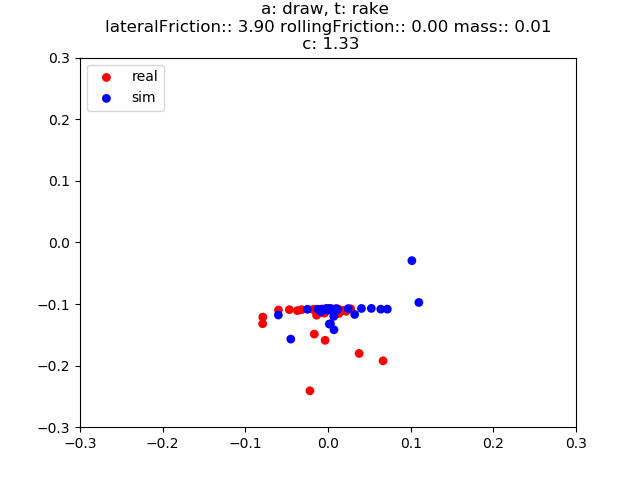 a: draw, t: rake
lateralFriction:: 3.90 rollingFriction:: 0.00 mass:: 0.01
c: 1.33
real
sim
0.3
0.2
0.1
0.0
−0.1
−0.2
−0.3
−0.3 −0.2 −0.1 0.0 0.1 0.2 0.3